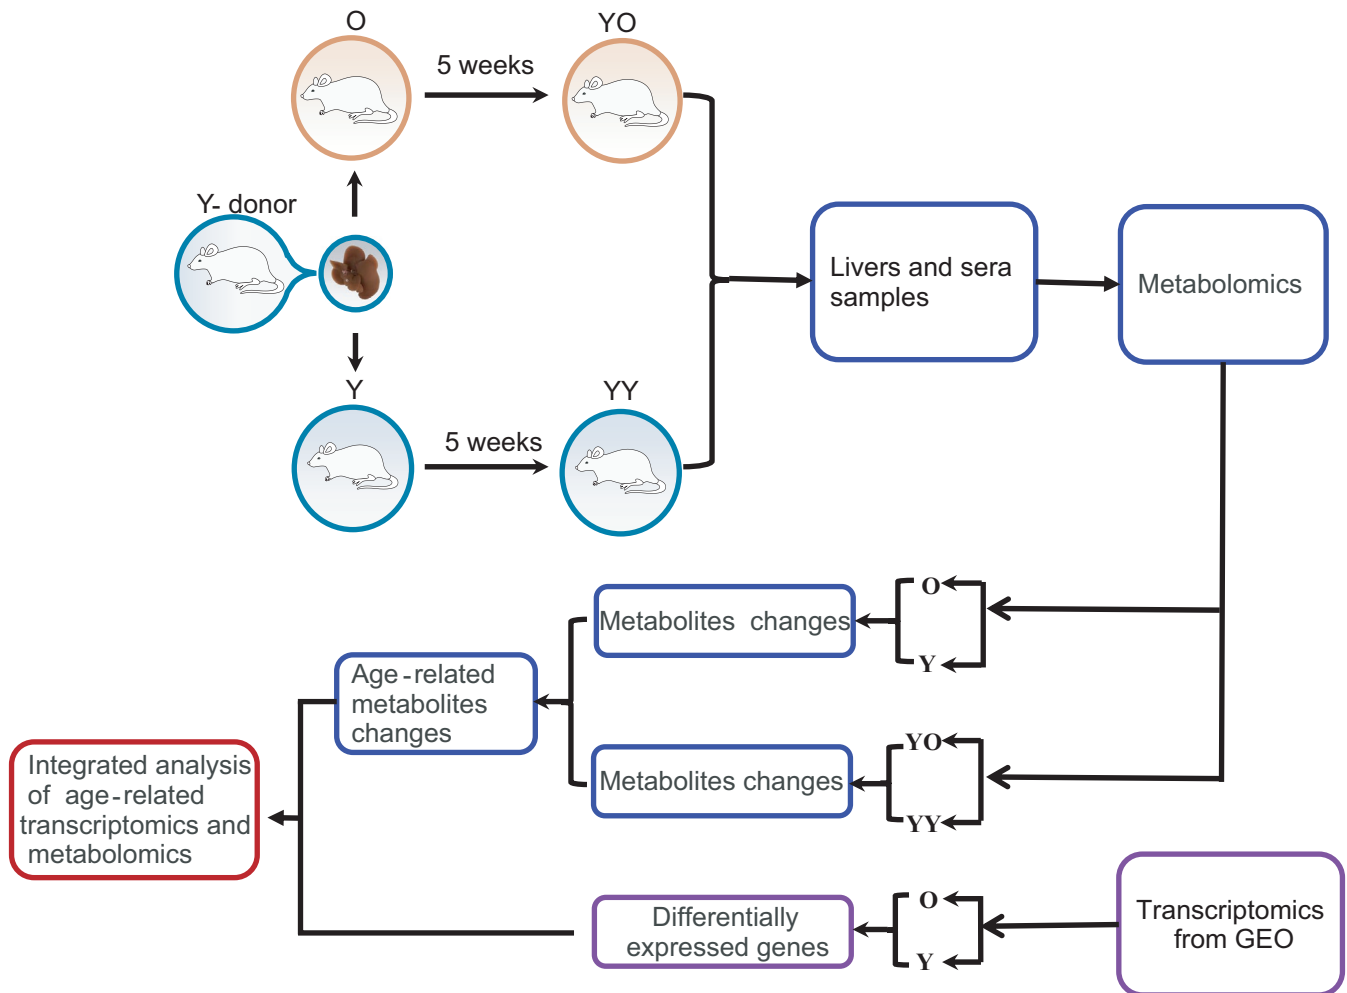 O
YO
5 weeks
Y- donor
Y
YY
5 weeks
Livers and sera
samples
Metabolomics
Metabolites changes
O
Y
Age-related
metabolites
changes
Metabolites changes
YO
YY
Integrated analysis
of age-related
transcriptomics and
metabolomics
Differentially
expressed genes
O
Y
Transcriptomics
from GEO